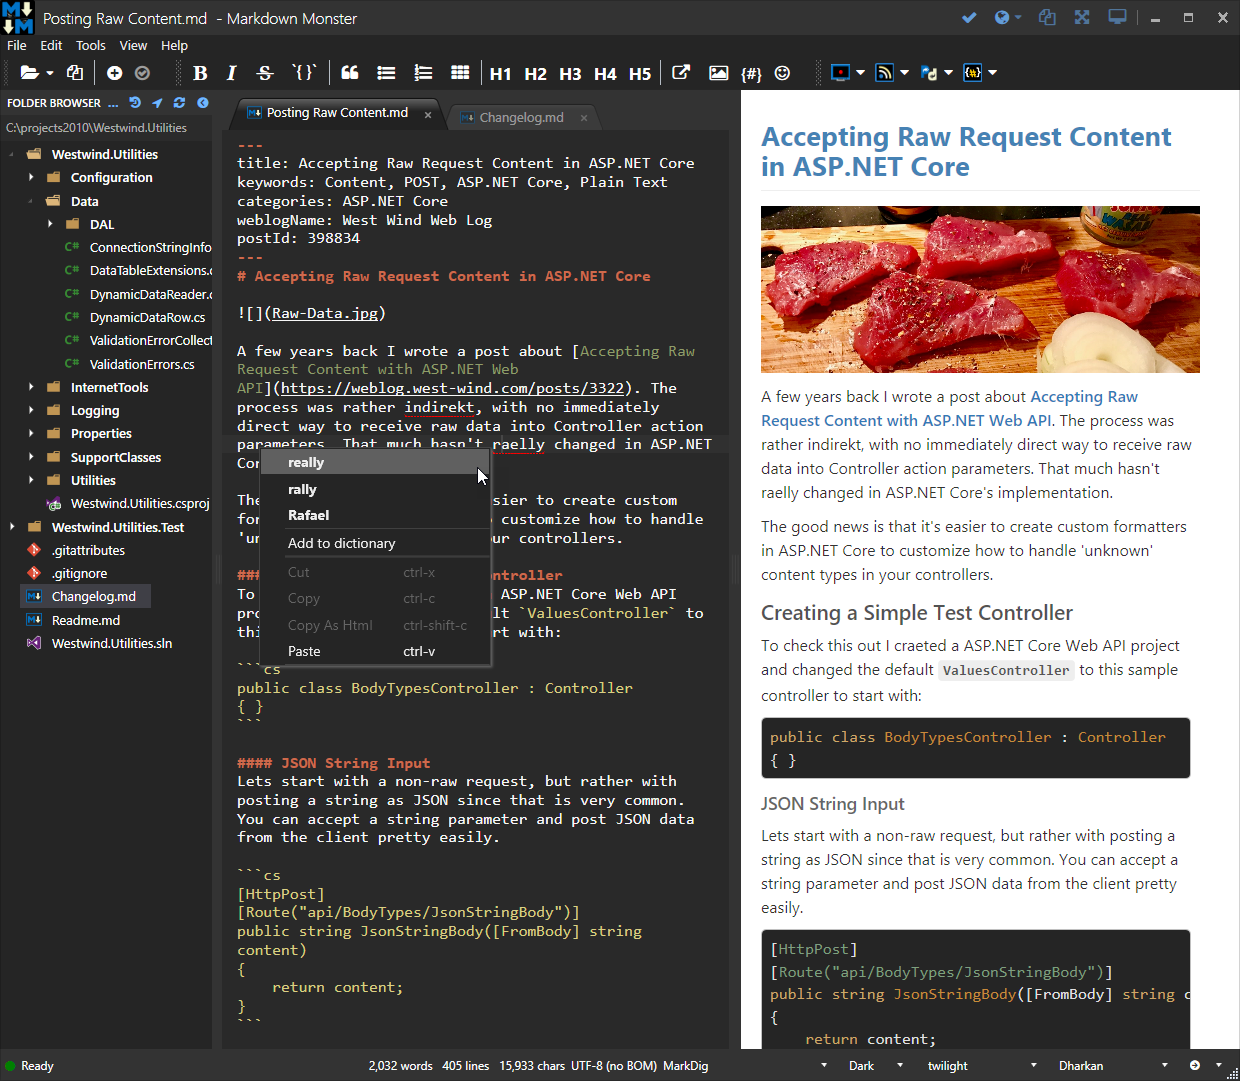 Posting Raw Content.md - Markdown Monster
File Edit Tools View Help
B I S `{}` H1 H2 H3 H4 H5 {#}
FOLDER BROWSER ...
C:\projects2010\Westwind.Utilities
Westwind.Utilities
Configuration
Data
DAL
C# ConnectionStringInfo
C# DataTableExtensions.c
C# DynamicDataReader.c
C# DynamicDataRow.cs
C# ValidationErrorCollect
C# ValidationErrors.cs
InternetTools
Logging
Properties
SupportClasses
Utilities
Westwind.Utilities.csproj
Westwind.Utilities.Test
.gitattributes
.gitignore
Changelog.md
Readme.md
Westwind.Utilities.sln
Posting Raw Content.md × Changelog.md ×
---
title: Accepting Raw Request Content in ASP.NET Core
keywords: Content, POST, ASP.NET Core, Plain Text
categories: ASP.NET Core
weblogName: West Wind Web Log
postId: 398834
---
# Accepting Raw Request Content in ASP.NET Core
![](Raw-Data.jpg)
A few years back I wrote a post about [Accepting Raw
Request Content with ASP.NET Web
API](https://weblog.west-wind.com/posts/3322). The
process was rather indirekt, with no immediately
direct way to receive raw data into Controller action
parameters. That much hasn't raelly changed in ASP.NET
Cor
The sier to create custom
for customize how to handle
'un ur controllers.
### ntroller
To ASP.NET Core Web API
pro lt `ValuesController` to
thi rt with:
really
rally
Rafael
Add to dictionary
Cut ctrl-x
Copy ctrl-c
Copy As Html ctrl-shift-c
Paste ctrl-v
```cs
public class BodyTypesController : Controller
{ }
```
#### JSON String Input
Lets start with a non-raw request, but rather with
posting a string as JSON since that is very common.
You can accept a string parameter and post JSON data
from the client pretty easily.
```cs
[HttpPost]
[Route("api/BodyTypes/JsonStringBody")]
public string JsonStringBody([FromBody] string
content)
{
return content;
}
```
Accepting Raw Request Content
in ASP.NET Core
A few years back I wrote a post about Accepting Raw
Request Content with ASP.NET Web API. The process was
rather indirekt, with no immediately direct way to receive raw
data into Controller action parameters. That much hasn't
raelly changed in ASP.NET Core's implementation.
The good news is that it's easier to create custom formatters
in ASP.NET Core to customize how to handle 'unknown'
content types in your controllers.
Creating a Simple Test Controller
To check this out I craeted a ASP.NET Core Web API project
and changed the default ValuesController to this sample
controller to start with:
public class BodyTypesController : Controller
{ }
JSON String Input
Lets start with a non-raw request, but rather with posting a
string as JSON since that is very common. You can accept a
string parameter and post JSON data from the client pretty
easily.
[HttpPost]
[Route("api/BodyTypes/JsonStringBody")]
public string JsonStringBody([FromBody] string c
{
return content;
Ready 2,032 words 405 lines 15,933 chars UTF-8 (no BOM) MarkDig Dark twilight Dharkan